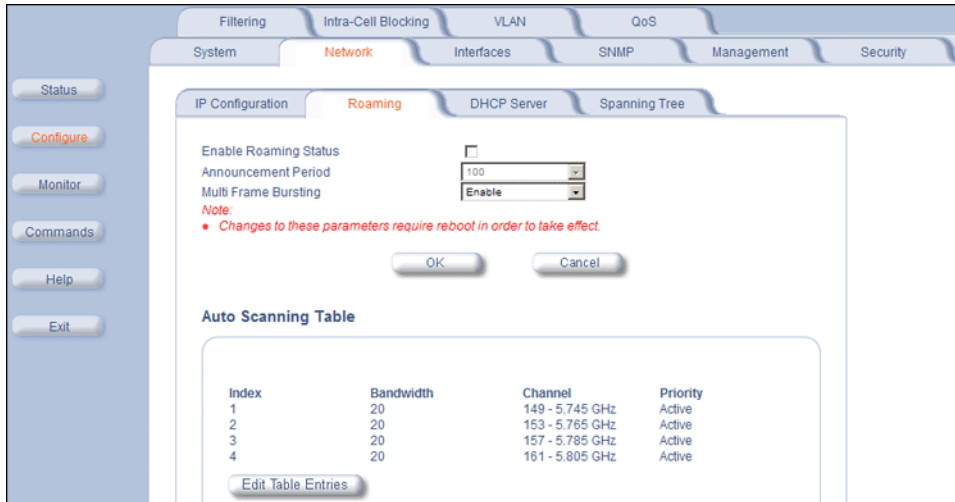 Filtering Intra-Cell Blocking VLAN QoS
System Network Interfaces SNMP Management Security
Status
Configure
Monitor
Commands
Help
Exit
IP Configuration Roaming DHCP Server Spanning Tree
Enable Roaming Status
Announcement Period 100
Multi Frame Bursting Enable
Note:
• Changes to these parameters require reboot in order to take effect.
OK Cancel
Auto Scanning Table
Index Bandwidth Channel Priority
1 20 149 - 5.745 GHz Active
2 20 153 - 5.765 GHz Active
3 20 157 - 5.785 GHz Active
4 20 161 - 5.805 GHz Active
Edit Table Entries